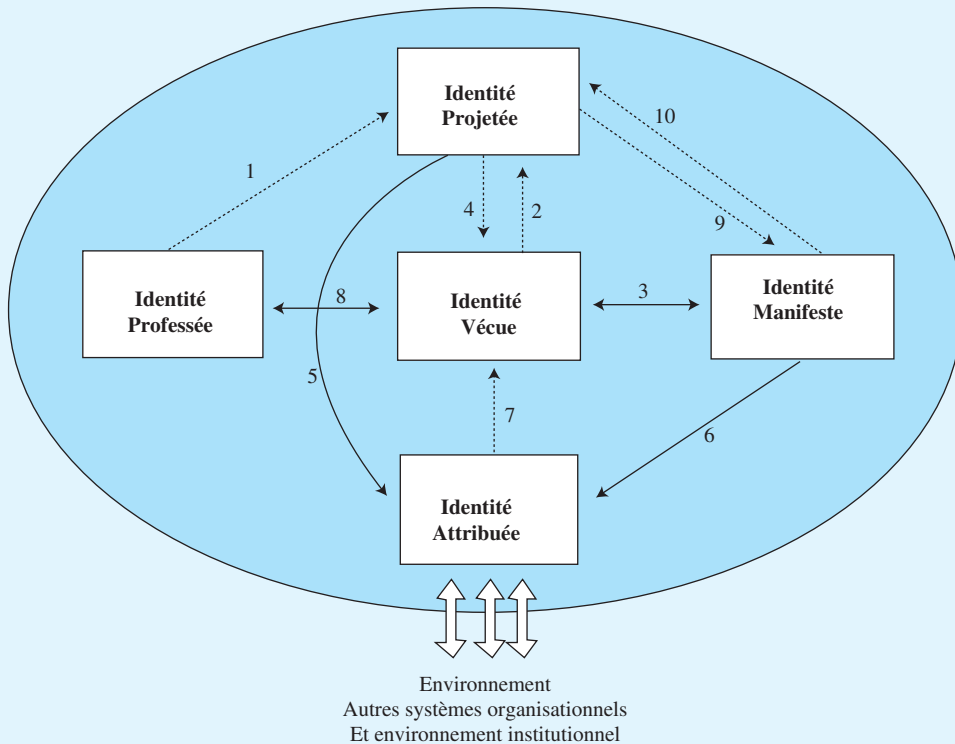 Identité
Projetée
10
1
4
2
9
Identité
Professée
8
Identité
Vécue
3
Identité
Manifeste
5
7
6
Identité
Attribuée
Environnement
Autres systèmes organisationnels
Et environnement institutionnel